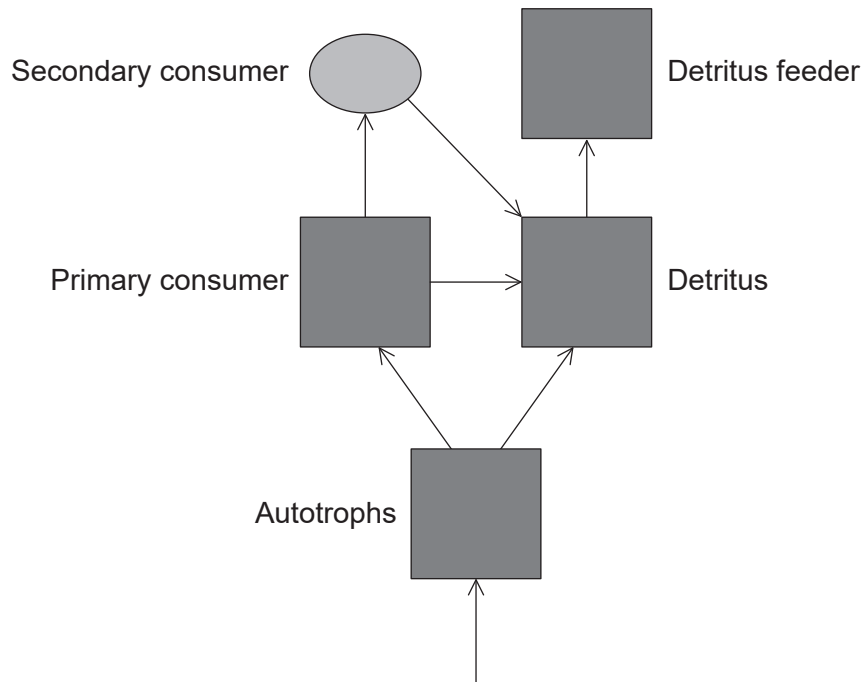 Secondary consumer
Detritus feeder
Primary consumer
Detritus
Autotrophs